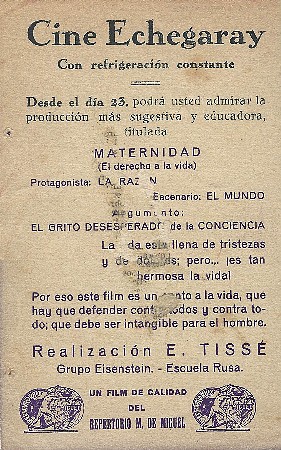 Cine Echegaray
Con refrigeración constante
Desde el día 23, podrá usted admirar la
producción más sugestiva y educadora,
titulada
MATERNIDAD
(El derecho a la vida)
Protagonista: LA RAZ N
Escenario: EL MUNDO
Argumento:
EL GRITO DESESPERADO de la CONCIENCIA
La da esta llena de tristezas
y de pero... ¡es tan
hermosa la vida!
Por eso este film es un canto a la vida, que
hay que defender contra todos y contra to-
do; que debe ser intangible para el hombre.
Realización E. TISSÉ
Grupo Eisenstein. - Escuela Rusa.
UN FILM DE CALIDAD
DEL
REPERTORIO M. DE MIGUEL